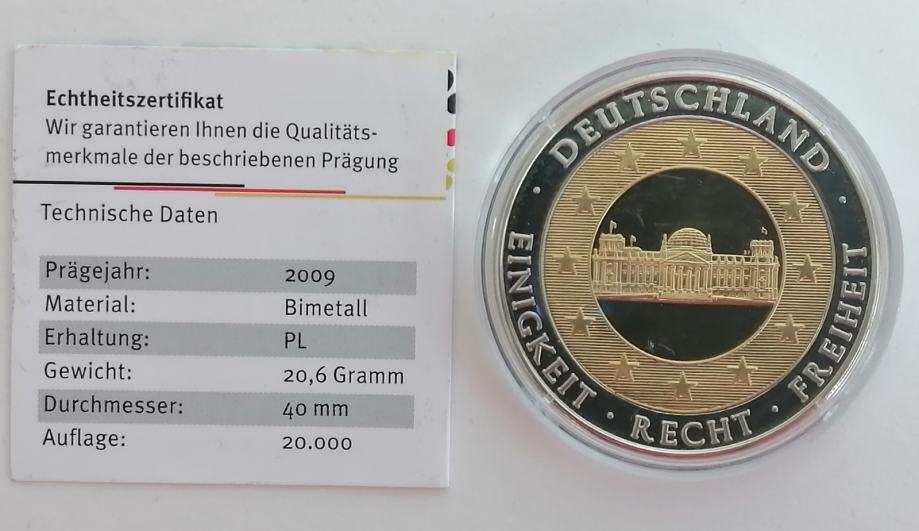 Echtheitszertifikat
Wir garantieren Ihnen die Qualitäts-
merkmale der beschriebenen Prägung
Technische Daten
Prägejahr: 2009
Material: Bimetall
Erhaltung: PL
Gewicht: 20,6 Gramm
Durchmesser: 40 mm
Auflage: 20.000
· DEUTSCHLAND ·
EINIGKEIT · RECHT · FREIHEIT